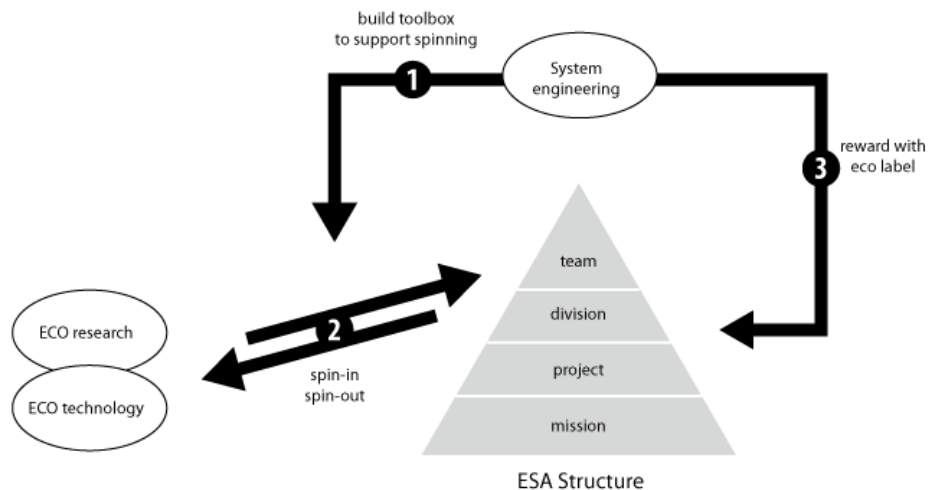 build toolbox
to support spinning
1
System
engineering
3
reward with
eco label
team
division
project
mission
ECO research
ECO technology
2
spin-in
spin-out
ESA Structure